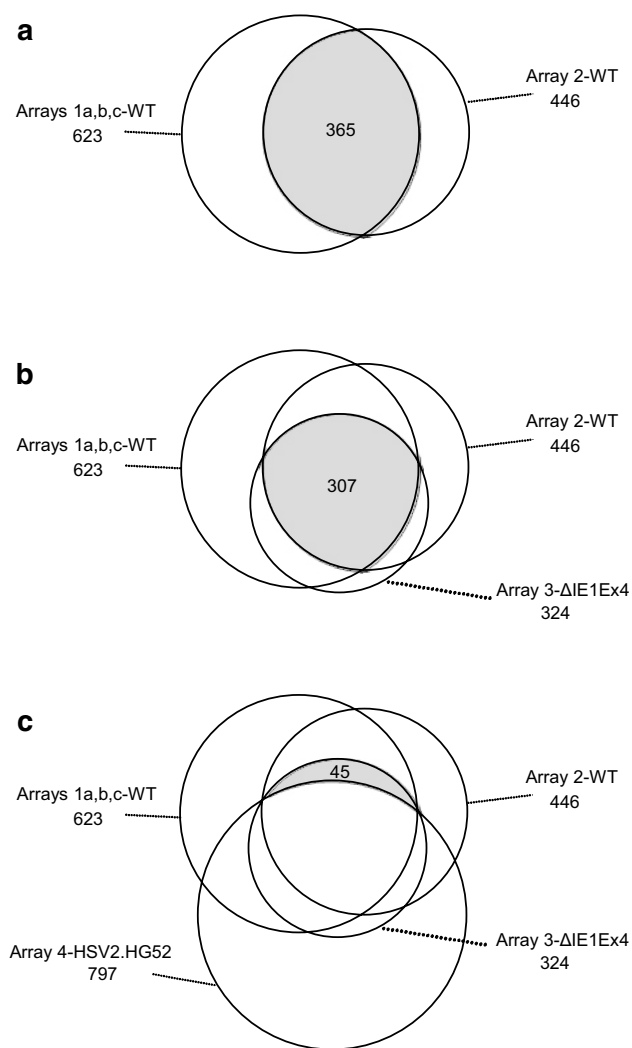 a
Arrays 1a,b,c-WT
623
365
Array 2-WT
446
b
Arrays 1a,b,c-WT
623
307
Array 2-WT
446
Array 3-ΔIE1Ex4
324
c
Arrays 1a,b,c-WT
623
45
Array 2-WT
446
Array 3-ΔIE1Ex4
324
Array 4-HSV2.HG52
797